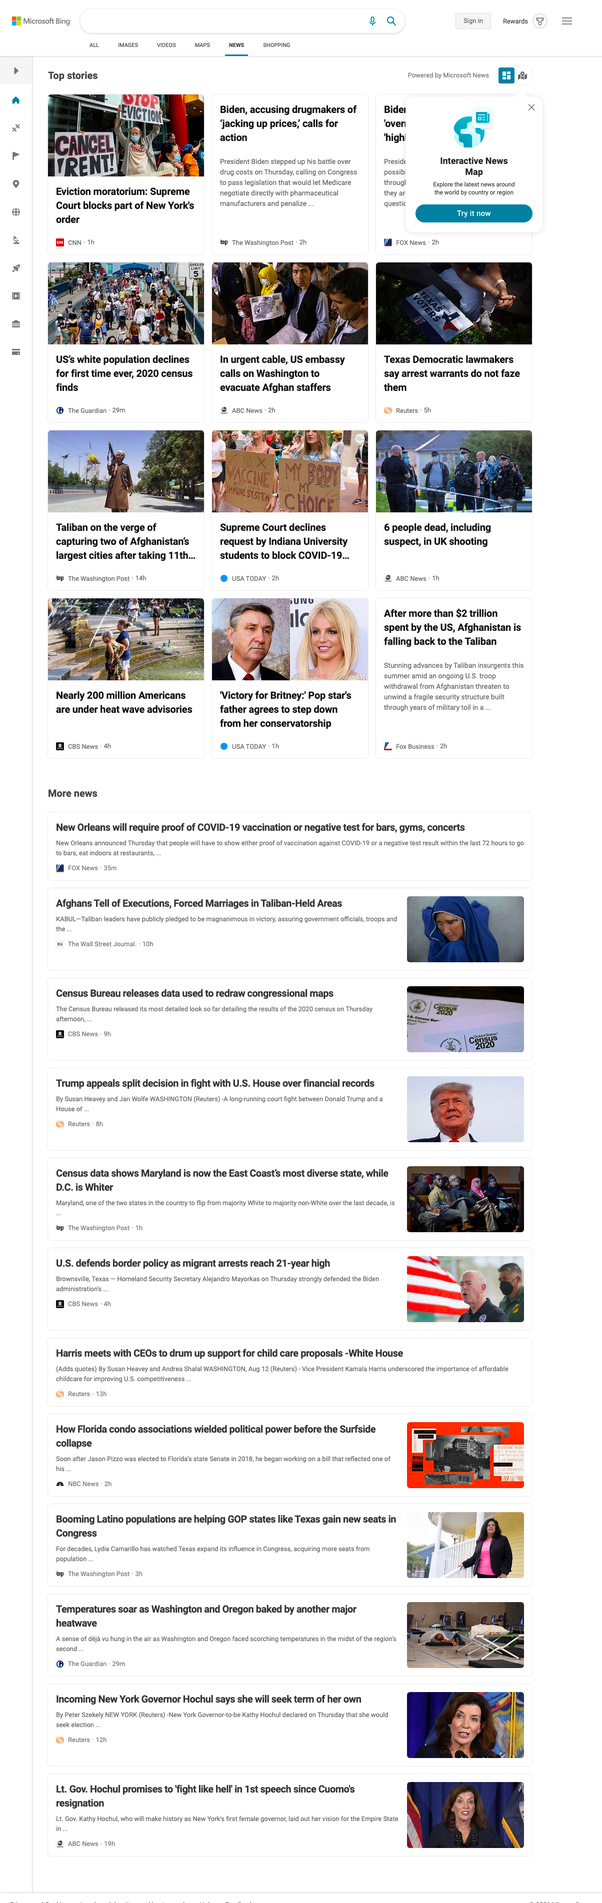 Microsoft Bing
Sign in
Rewards
ALL
IMAGES
VIDEOS
MAPS
NEWS
SHOPPING
Top stories
Powered by Microsoft News
STOP
EVICTION
CANCEL
RENT!
Eviction moratorium: Supreme
Court blocks part of New York's
order
CNN · 1h
Biden, accusing drugmakers of
'jacking up prices,' calls for
action
President Biden stepped up his battle over
drug costs on Thursday, calling on Congress
to pass legislation that would let Medicare
negotiate directly with pharmaceutical
manufacturers and penalize ...
The Washington Post · 2h
FOX News · 2h
Interactive News
Map
Explore the latest news around
the world by country or region
Try it now
US's white population declines
for first time ever, 2020 census
finds
The Guardian · 29m
In urgent cable, US embassy
calls on Washington to
evacuate Afghan staffers
ABC News · 2h
TEXAS
VOTERS
Texas Democratic lawmakers
say arrest warrants do not faze
them
Reuters · 5h
Taliban on the verge of
capturing two of Afghanistan's
largest cities after taking 11th...
The Washington Post · 14h
VACCINE
IMMUNE SYSTEM
MY BODY
MY
CHOICE
Supreme Court declines
request by Indiana University
students to block COVID-19...
USA TODAY · 2h
6 people dead, including
suspect, in UK shooting
ABC News · 1h
Nearly 200 million Americans
are under heat wave advisories
CBS News · 4h
'Victory for Britney:' Pop star's
father agrees to step down
from her conservatorship
USA TODAY · 1h
After more than $2 trillion
spent by the US, Afghanistan is
falling back to the Taliban
Stunning advances by Taliban insurgents this
summer amid an ongoing U.S. troop
withdrawal from Afghanistan threaten to
unwind a fragile security structure built
through years of military toil in a ...
Fox Business · 2h
More news
New Orleans will require proof of COVID-19 vaccination or negative test for bars, gyms, concerts
New Orleans announced Thursday that people will have to show either proof of vaccination against COVID-19 or a negative test result within the last 72 hours to go
to bars, eat indoors at restaurants, ...
FOX News · 35m
Afghans Tell of Executions, Forced Marriages in Taliban-Held Areas
KABUL—Taliban leaders have publicly pledged to be magnanimous in victory, assuring government officials, troops and
the ...
The Wall Street Journal. · 10h
Census Bureau releases data used to redraw congressional maps
The Census Bureau released its most detailed look so far detailing the results of the 2020 census on Thursday
afternoon, ...
CBS News · 9h
Census
2020
Census
2020
Trump appeals split decision in fight with U.S. House over financial records
By Susan Heavey and Jan Wolfe WASHINGTON (Reuters) -A long-running court fight between Donald Trump and a
House of ...
Reuters · 8h
Census data shows Maryland is now the East Coast's most diverse state, while
D.C. is Whiter
Maryland, one of the two states in the country to flip from majority White to majority non-White over the last decade, is
...
The Washington Post · 1h
U.S. defends border policy as migrant arrests reach 21-year high
Brownsville, Texas — Homeland Security Secretary Alejandro Mayorkas on Thursday strongly defended the Biden
administration's ...
CBS News · 4h
Harris meets with CEOs to drum up support for child care proposals -White House
(Adds quotes) By Susan Heavey and Andrea Shalal WASHINGTON, Aug 12 (Reuters) - Vice President Kamala Harris underscored the importance of affordable
childcare for improving U.S. competitiveness ...
Reuters · 13h
How Florida condo associations wielded political power before the Surfside
collapse
Soon after Jason Pizzo was elected to Florida's state Senate in 2018, he began working on a bill that reflected one of
his ...
NBC News · 2h
Booming Latino populations are helping GOP states like Texas gain new seats in
Congress
For decades, Lydia Camarillo has watched Texas expand its influence in Congress, acquiring more seats from
population ...
The Washington Post · 3h
Temperatures soar as Washington and Oregon baked by another major
heatwave
A sense of déjà vu hung in the air as Washington and Oregon faced scorching temperatures in the midst of the region's
second ...
The Guardian · 29m
Incoming New York Governor Hochul says she will seek term of her own
By Peter Szekely NEW YORK (Reuters) -New York Governor-to-be Kathy Hochul declared on Thursday that she would
seek election ...
Reuters · 12h
Lt. Gov. Hochul promises to 'fight like hell' in 1st speech since Cuomo's
resignation
Lt. Gov. Kathy Hochul, who will make history as New York's first female governor, laid out her vision for the Empire State
in ...
ABC News · 19h